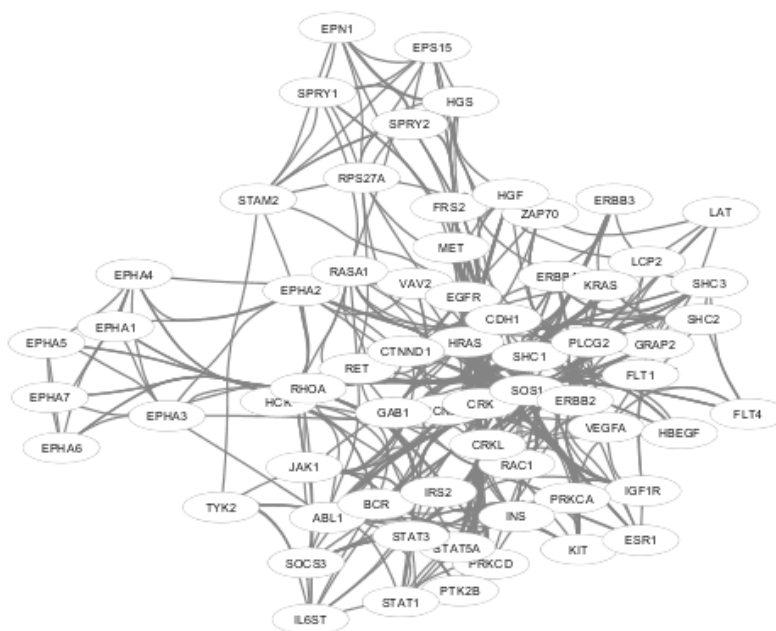 EPN1
EPS15
SPRY1
HGS
SPRY2
RPS27A
STAM2
HGF
ERBB3
FRS2
ZAP70
LAT
MET
EPHA4
RASA1
LCP2
EPHA2
VAV2
KRAS
SHC3
EGFR
EPHA1
CDH1
SHC2
EPHA5
HRAS
PLCG2
GRAP2
CTNND1
SHC1
RET
FLT1
RHOA
SOS1
EPHA7
CRK
ERBB2
EPHA3
GAB1
FLT4
VEGFA
HBEGF
EPHA6
CRKL
JAK1
RAC1
IRS2
IGF1R
BCR
PRKCA
TYK2
ABL1
INS
STAT3
ESR1
STAT5A
KIT
SOCS3
PRKCD
PTK2B
STAT1
IL6ST